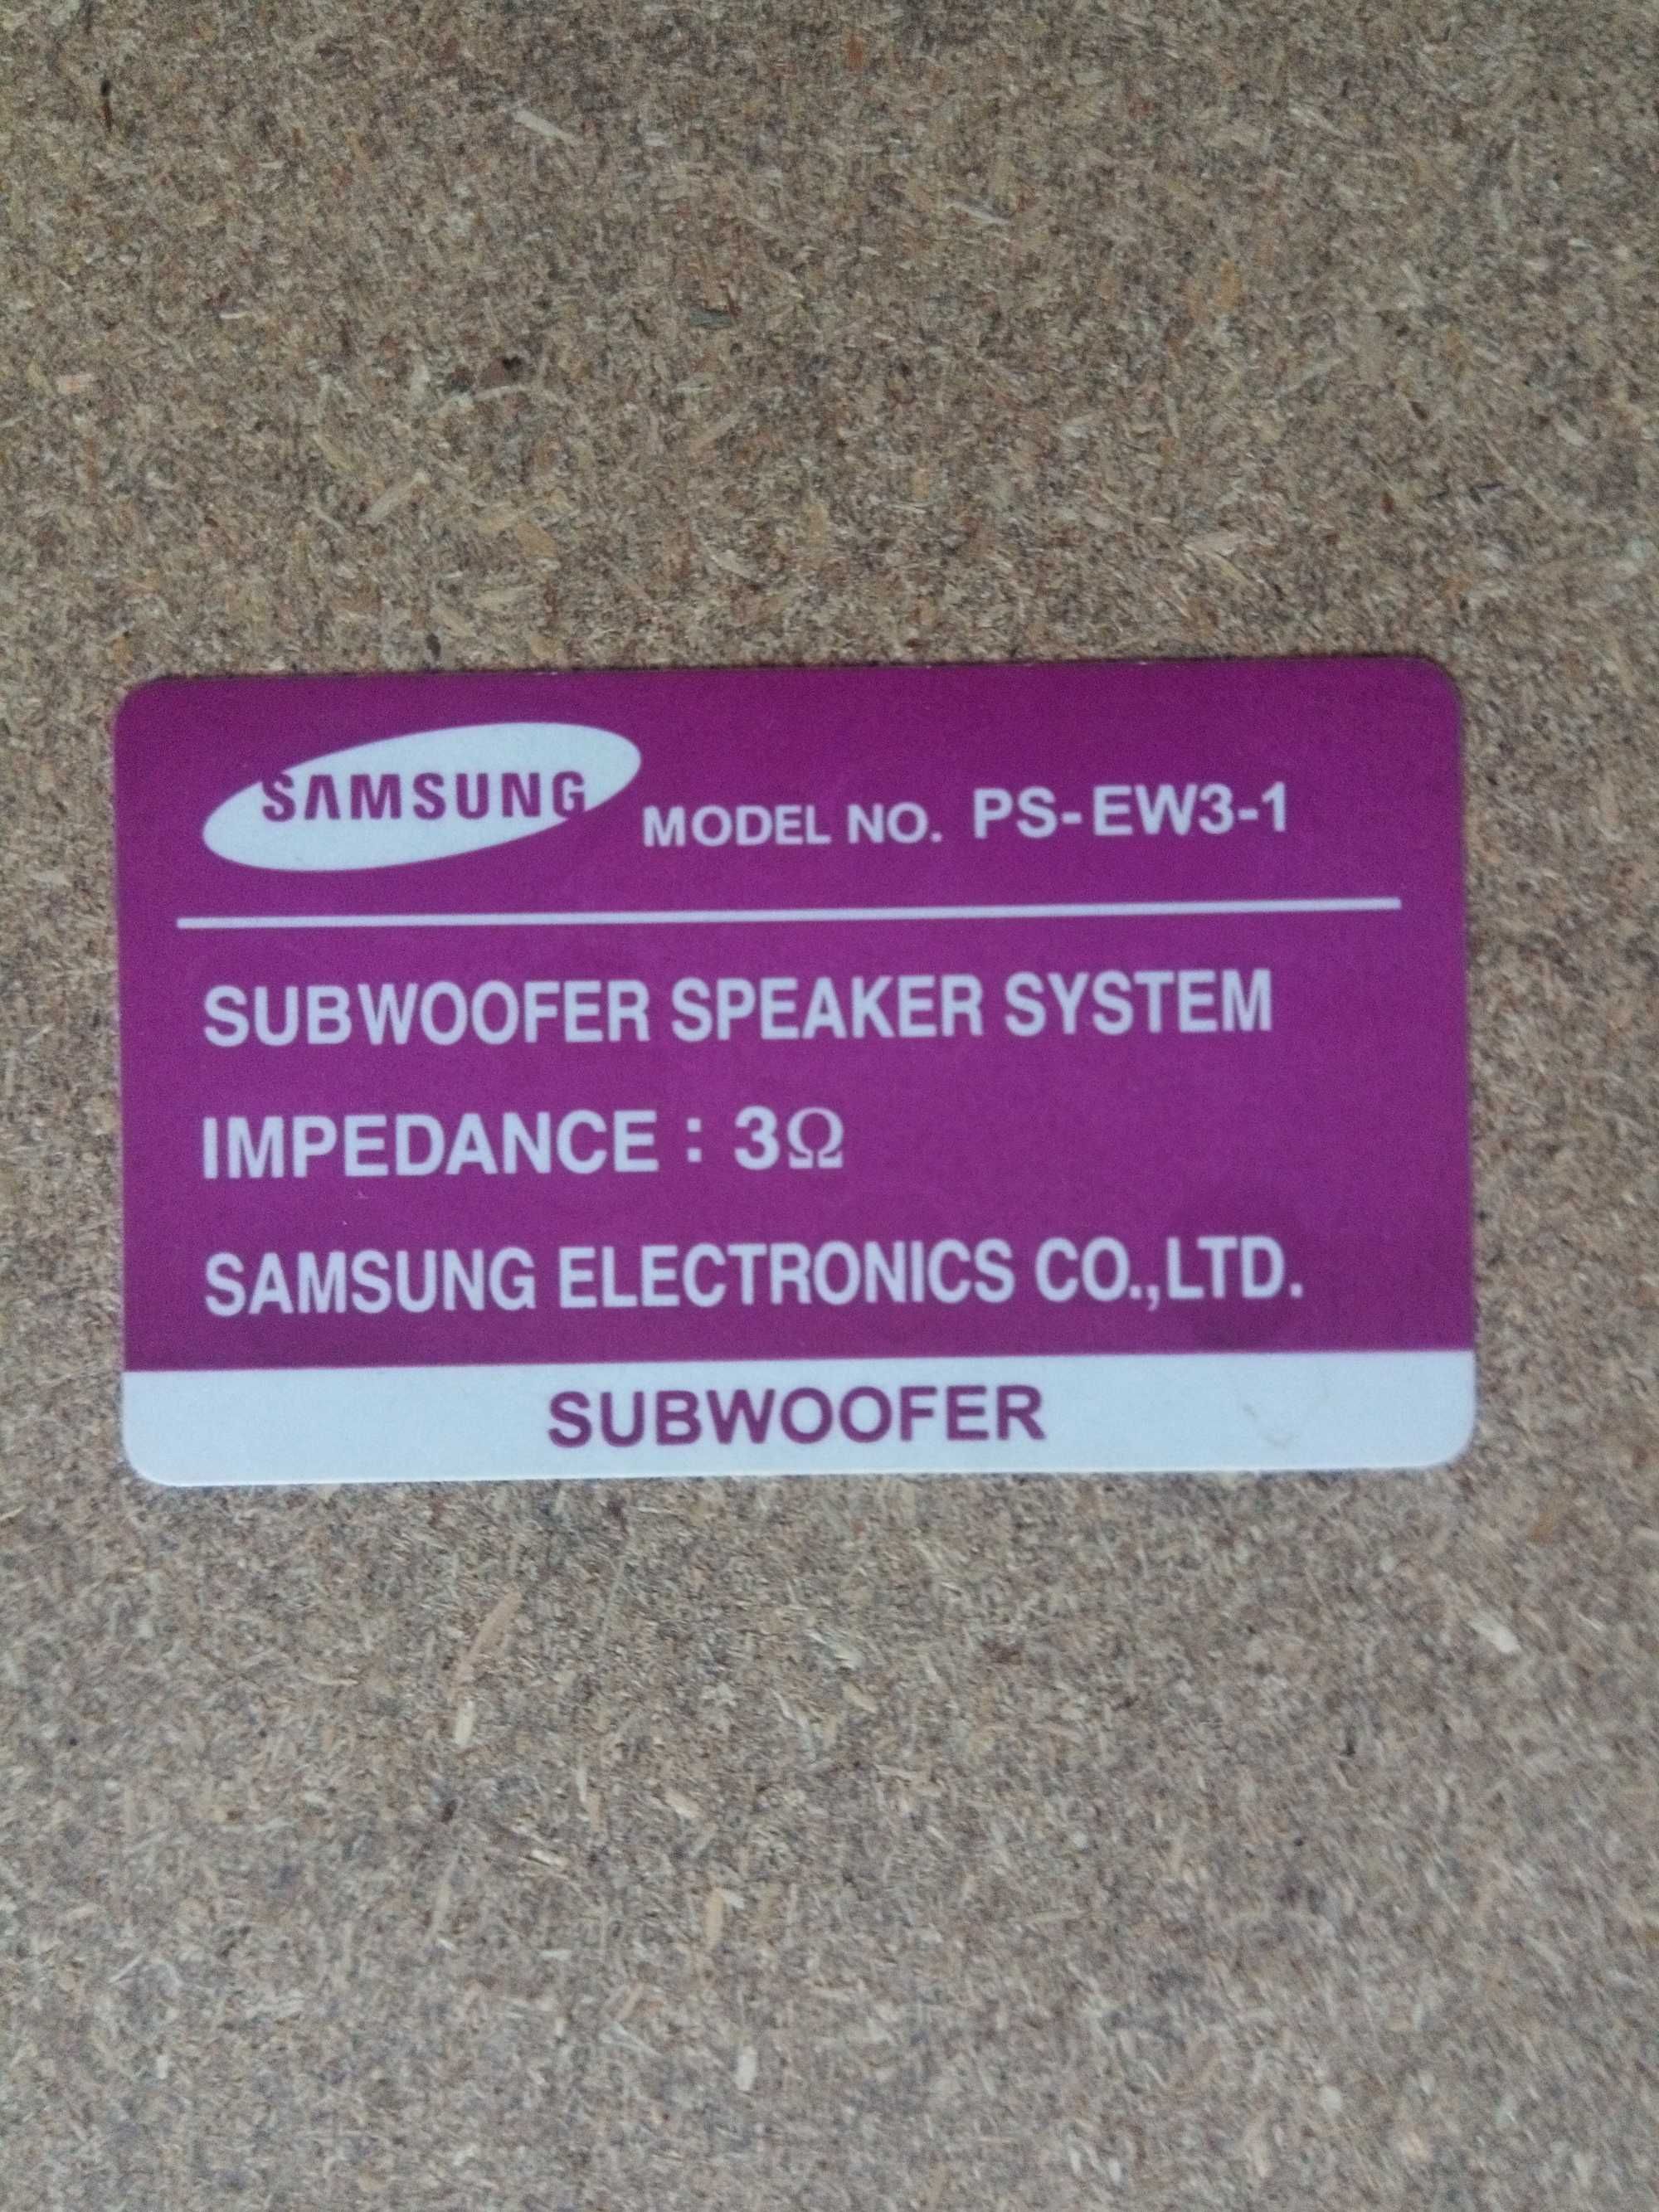 SAMSUNG MODEL NO. PS-EW3-1
SUBWOOFER SPEAKER SYSTEM
IMPEDANCE : 3Ω
SAMSUNG ELECTRONICS CO.,LTD.
SUBWOOFER